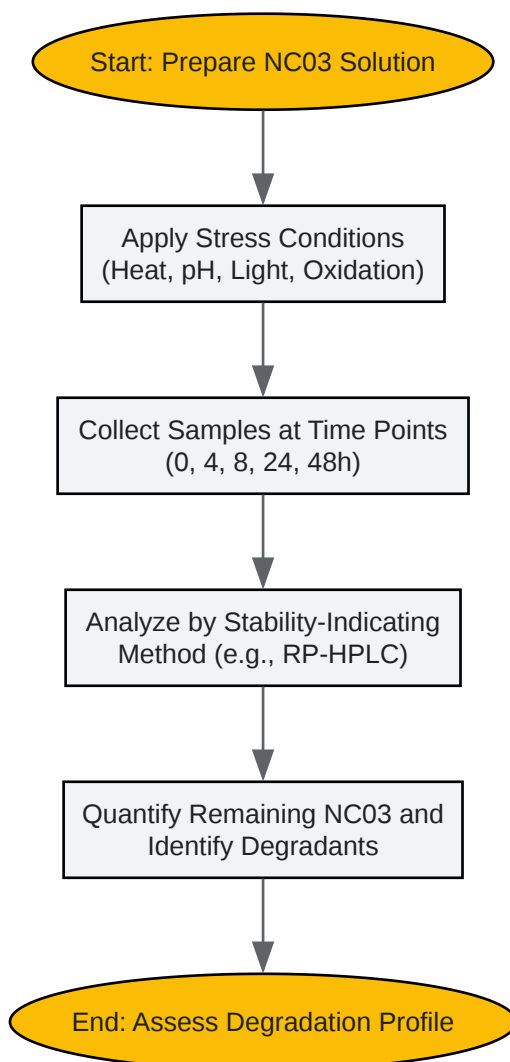 Start: Prepare NC03 Solution
Apply Stress Conditions
(Heat, pH, Light, Oxidation)
Collect Samples at Time Points
(0, 4, 8, 24, 48h)
Analyze by Stability-Indicating
Method (e.g., RP-HPLC)
Quantify Remaining NC03 and
Identify Degradants
End: Assess Degradation Profile